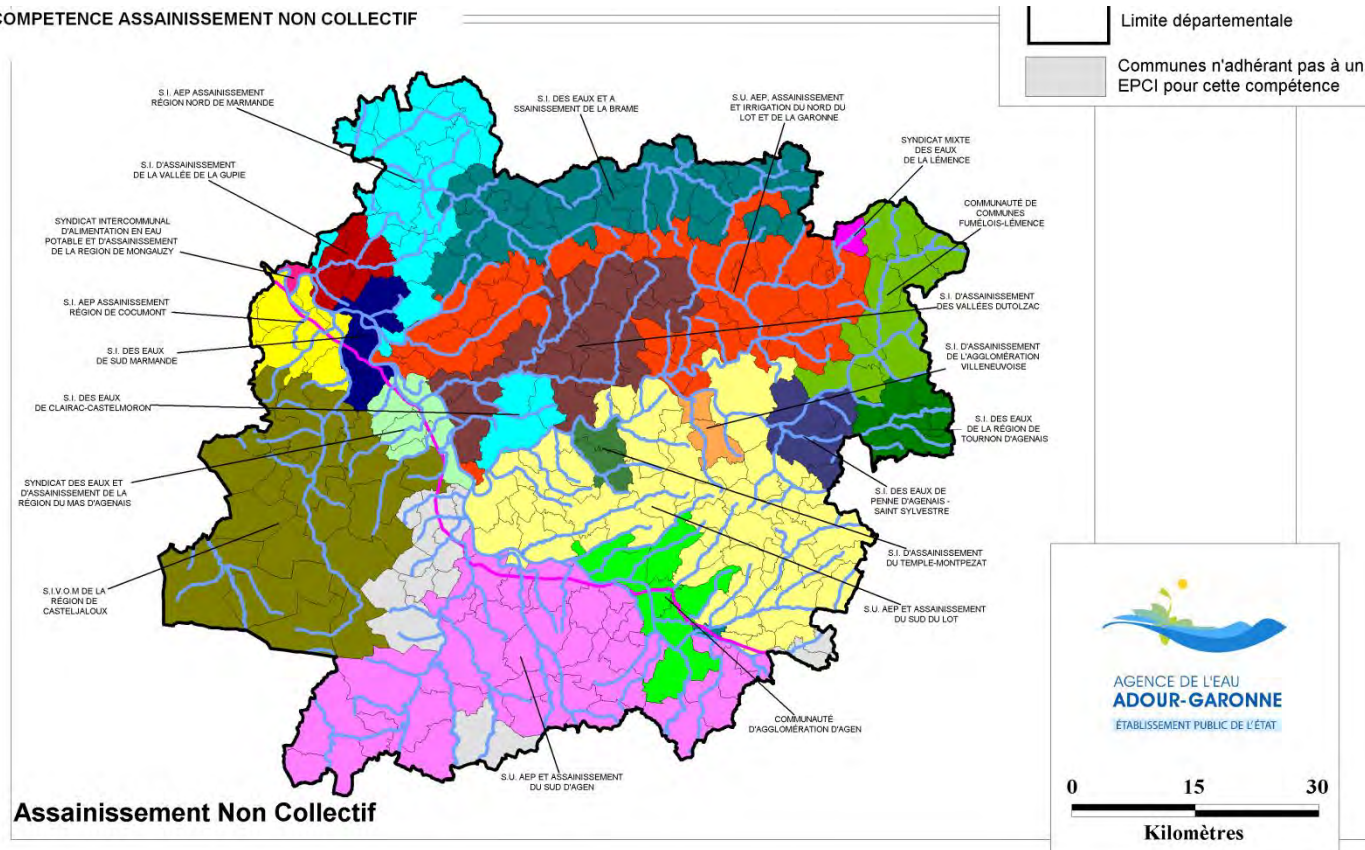 COMPETENCE ASSAINISSEMENT NON COLLECTIF
Limite départementale
Communes n'adhérant pas à un
EPCI pour cette compétence
S.I. AEP ASSAINISSEMENT
RÉGION NORD DE MARMANDE
S.I. DES EAUX ET A
SSAINISSEMENT DE LA BRAME
S.U. AEP, ASSAINISSEMENT
ET IRRIGATION DU NORD DU
LOT ET DE LA GARONNE
SYNDICAT MIXTE
DES EAUX
DE LA LÉMENCE
S.I. D'ASSAINISSEMENT
DE LA VALLÉE DE LA GUPIE
COMMUNAUTÉ DE
COMMUNES
FUMÉLOIS-LÉMENCE
SYNDICAT INTERCOMMUNAL
D'ALIMENTATION EN EAU
POTABLE ET D'ASSAINISSEMENT
DE LA REGION DE MONGAUZY
S.I. AEP ASSAINISSEMENT
RÉGION DE COCUMONT
S.I. D'ASSAINISSEMENT
DES VALLÉES DUTOLZAC
S.I. DES EAUX
DE SUD MARMANDE
S.I. D'ASSAINISSEMENT
DE L'AGGLOMÉRATION
VILLENEUVOISE
S.I. DES EAUX
DE CLAIRAC-CASTELMORON
S.I. DES EAUX
DE LA RÉGION DE
TOURNON D'AGENAIS
SYNDICAT DES EAUX ET
D'ASSAINISSEMENT DE LA
RÉGION DU MAS D'AGENAIS
S.I. DES EAUX DE
PENNE D'AGENAIS -
SAINT SYLVESTRE
S.I. D'ASSAINISSEMENT
DU TEMPLE-MONTPEZAT
S.I.V.O.M DE LA
RÉGION DE
CASTELJALOUX
S.U. AEP ET ASSAINISSEMENT
DU SUD DU LOT
COMMUNAUTÉ
D'AGGLOMÉRATION D'AGEN
S.U. AEP ET ASSAINISSEMENT
DU SUD D'AGEN
Assainissement Non Collectif
AGENCE DE L'EAU
ADOUR-GARONNE
ÉTABLISSEMENT PUBLIC DE L'ÉTAT
0 15 30
Kilomètres